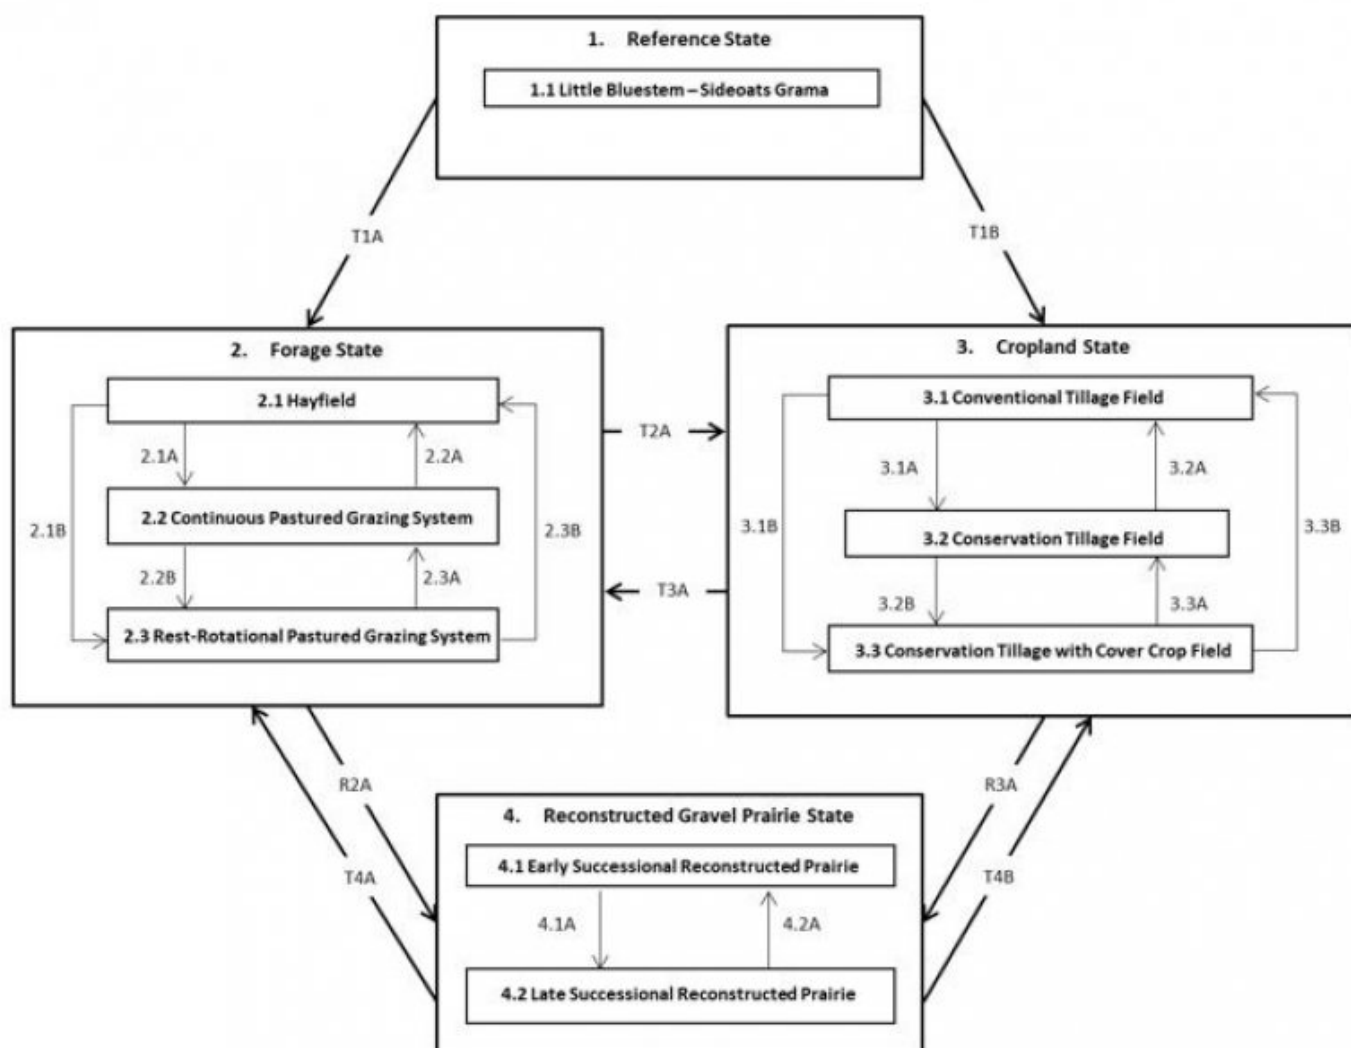 1. Reference State
1.1 Little Bluestem – Sideoats Grama
T1A
T1B
2. Forage State
2.1 Hayfield
2.1A
2.2A
2.2 Continuous Pastured Grazing System
2.1B
2.3B
2.2B
2.3A
2.3 Rest-Rotational Pastured Grazing System
T2A
T3A
3. Cropland State
3.1 Conventional Tillage Field
3.1A
3.2A
3.2 Conservation Tillage Field
3.1B
3.3B
3.2B
3.3A
3.3 Conservation Tillage with Cover Crop Field
R2A
T4A
R3A
T4B
4. Reconstructed Gravel Prairie State
4.1 Early Successional Reconstructed Prairie
4.1A
4.2A
4.2 Late Successional Reconstructed Prairie